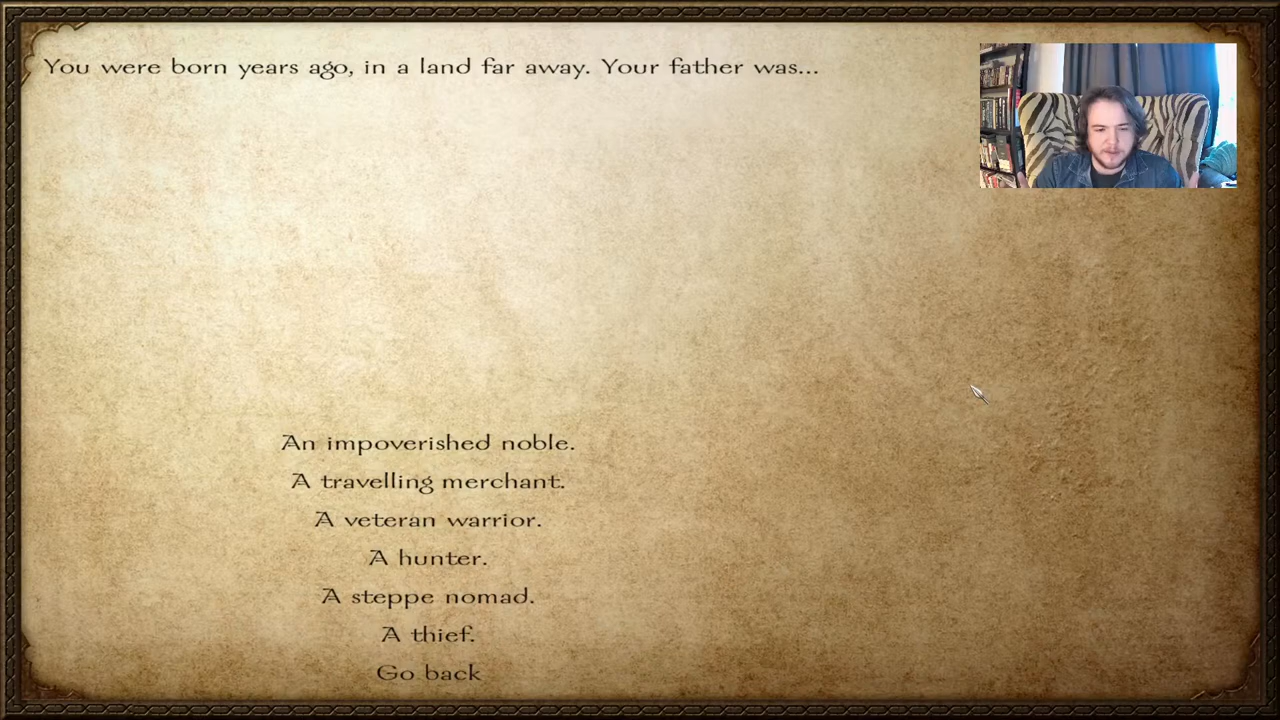 You were born years ago, in a land far away. Your father was...
An impoverished noble.
A travelling merchant.
A veteran warrior.
A hunter.
A steppe nomad.
A thief.
Go back